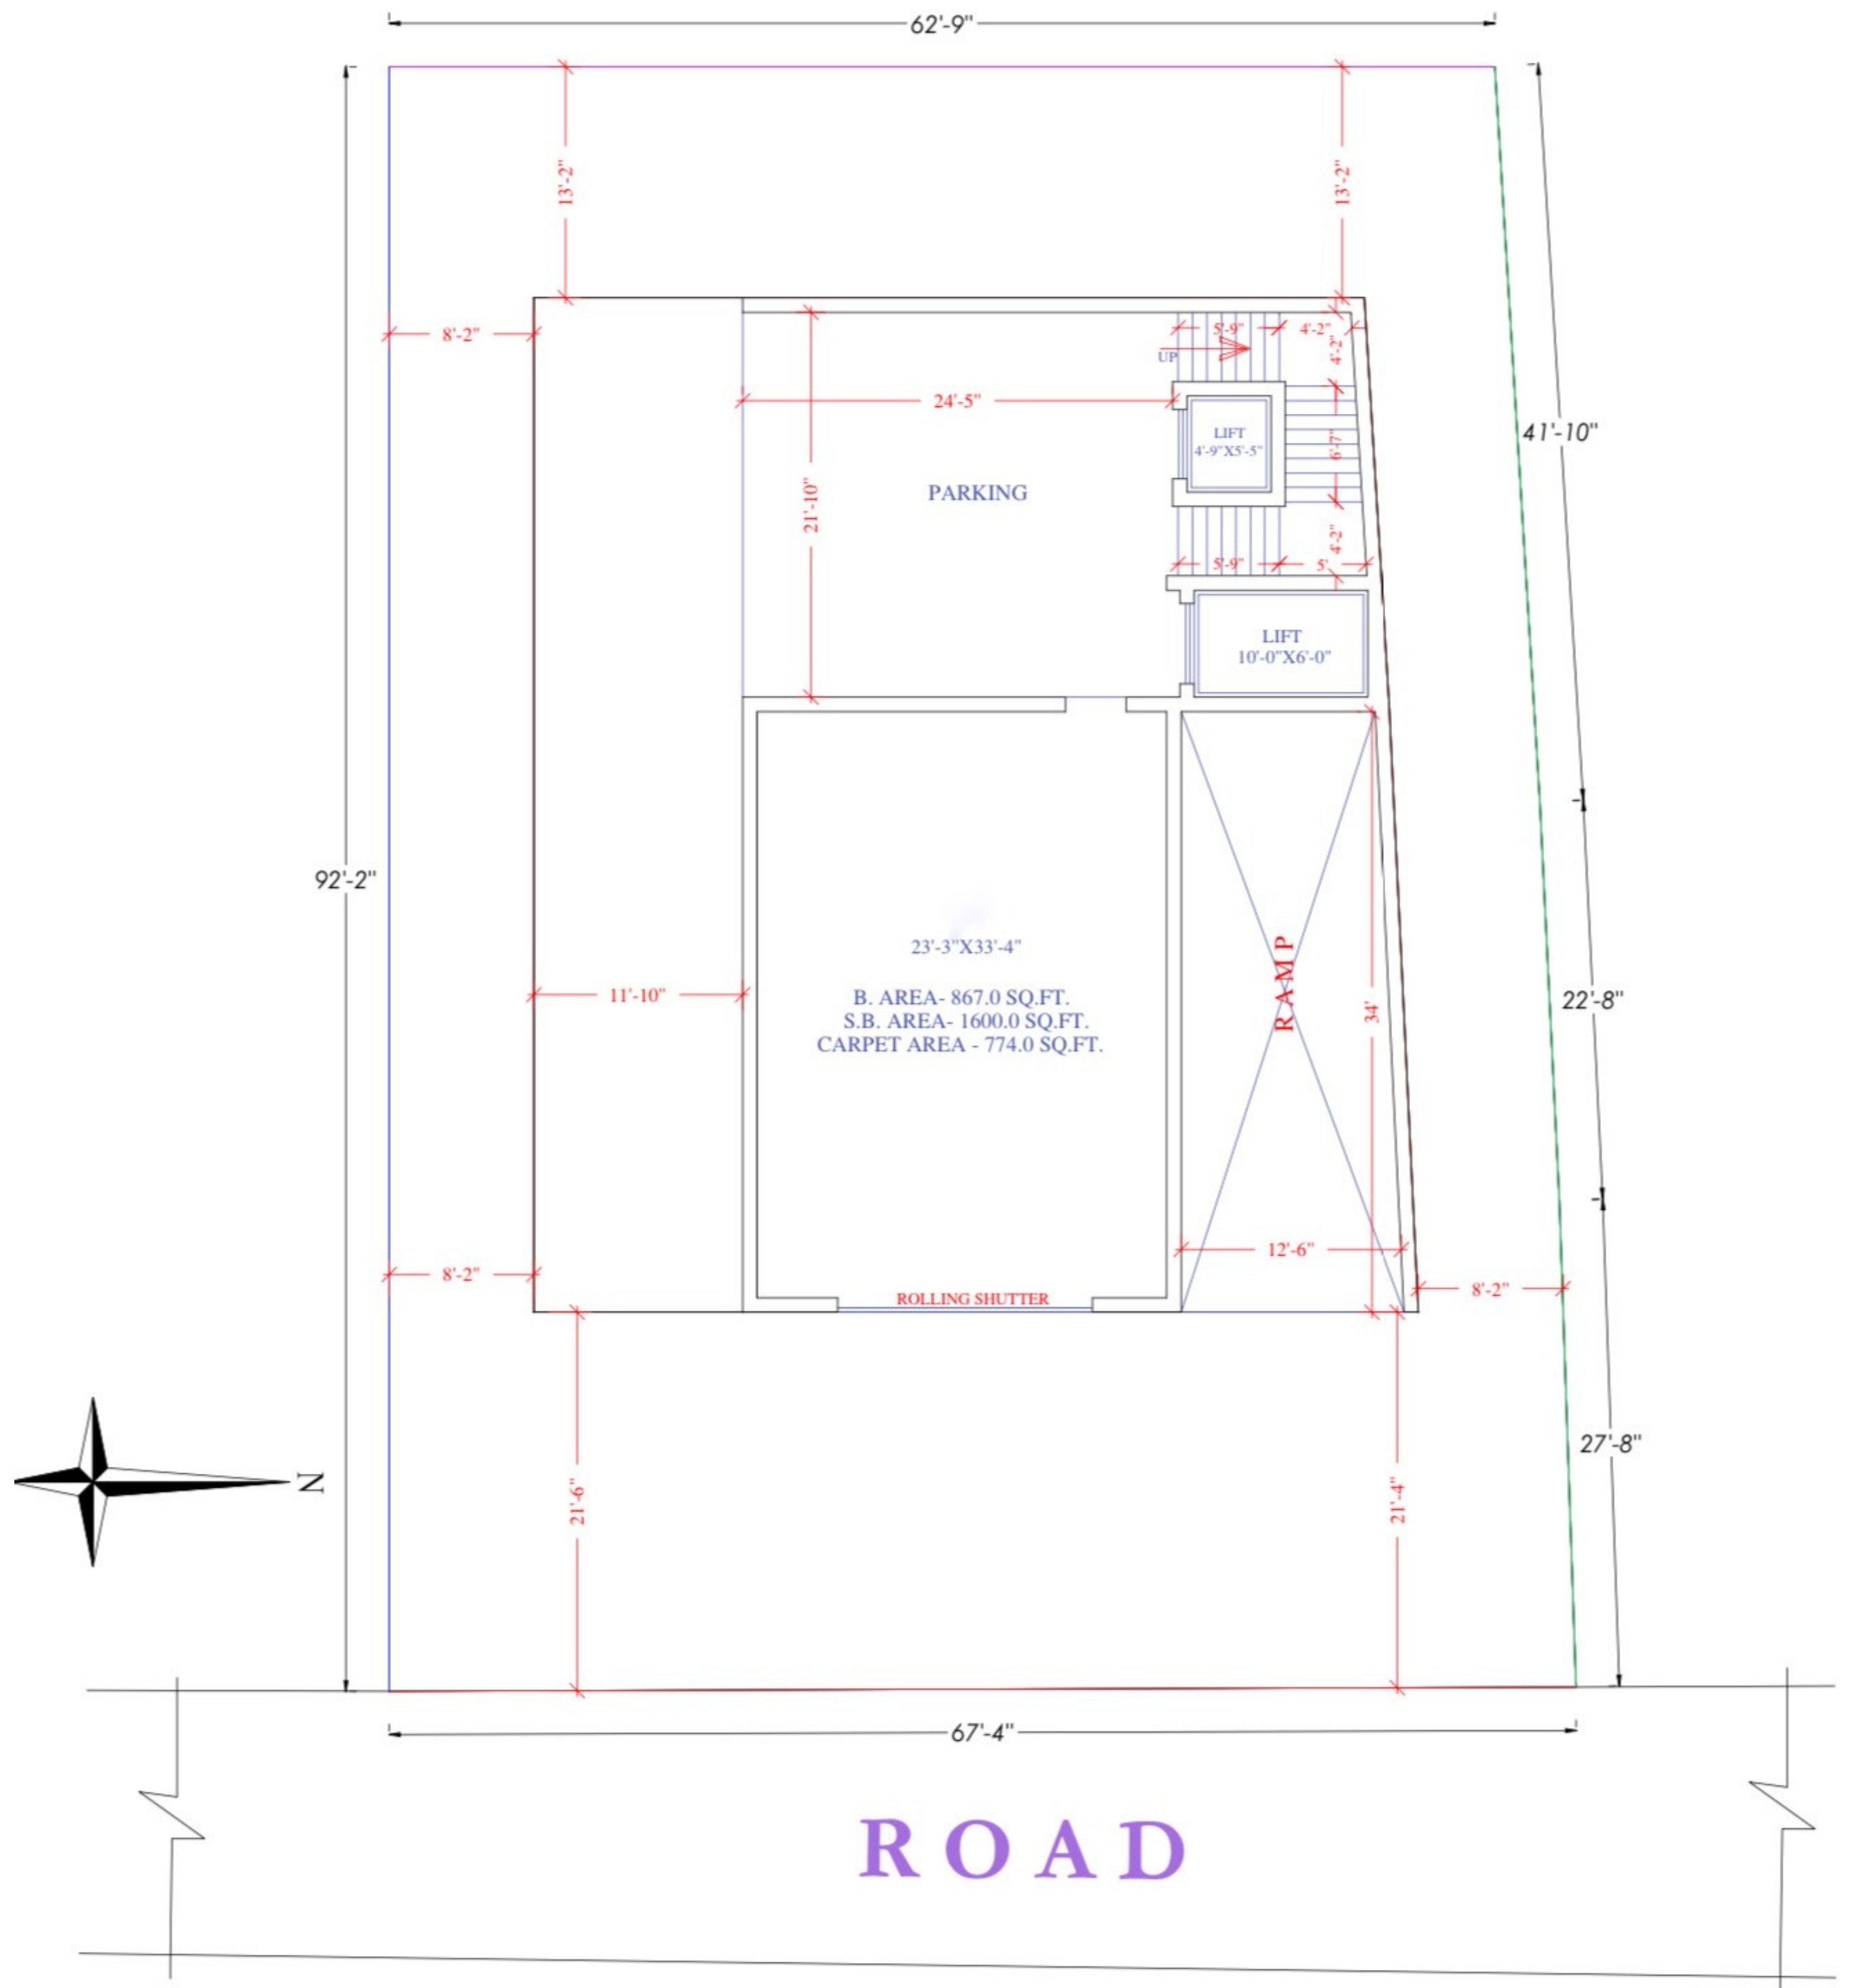 62'-9"
13'-2"
13'-2"
8'-2"
5'-9"
4'-2"
4'-2"
UP
24'-5"
41'-10"
LIFT
4'-9"X5'-5"
6'-7"
PARKING
21'-10"
4'-2"
5'-9"
5'
LIFT
10'-0"X6'-0"
92'-2"
23'-3"X33'-4"
RAMP
11'-10"
B. AREA- 867.0 SQ.FT.
34'
22'-8"
S.B. AREA- 1600.0 SQ.FT.
CARPET AREA - 774.0 SQ.FT.
12'-6"
8'-2"
8'-2"
ROLLING SHUTTER
27'-8"
N
21'-6"
21'-4"
67'-4"
ROAD